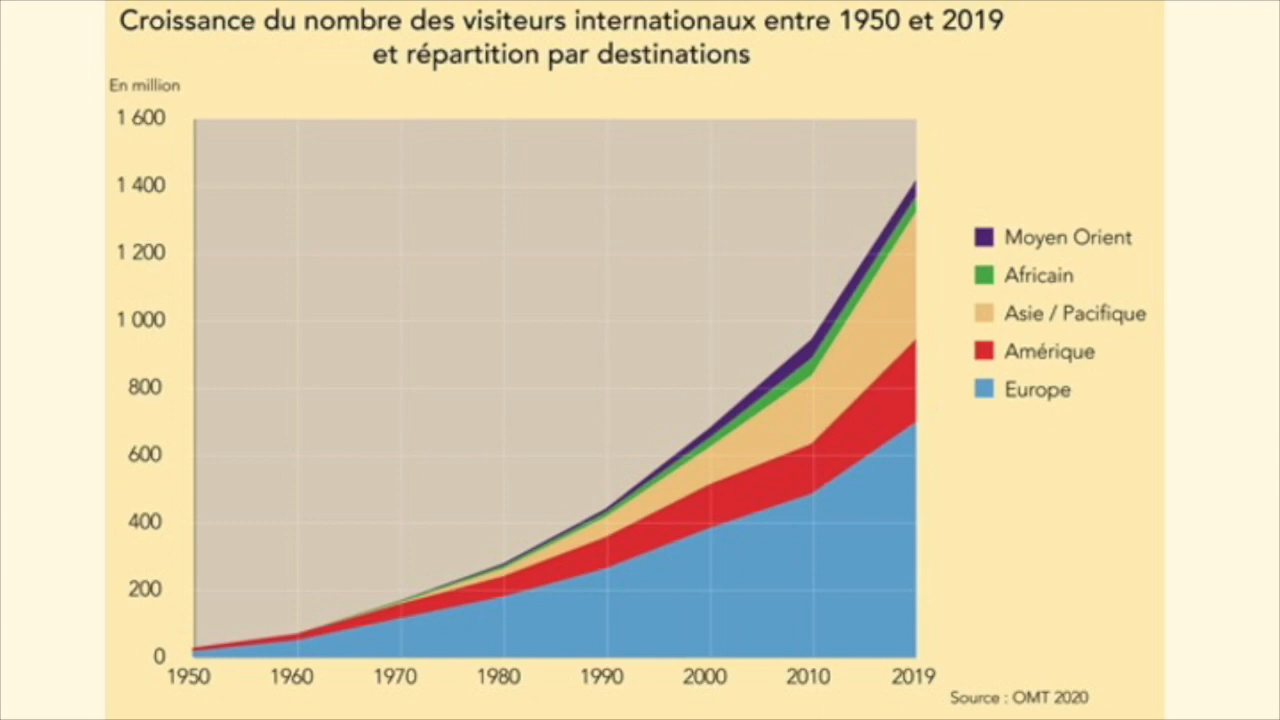 Croissance du nombre des visiteurs internationaux entre 1950 et 2019
et répartition par destinations
En million
1 600
1 400
1 200
1 000
800
600
400
200
0
1950 1960 1970 1980 1990 2000 2010 2019
Moyen Orient
Africain
Asie / Pacifique
Amérique
Europe
Source : OMT 2020